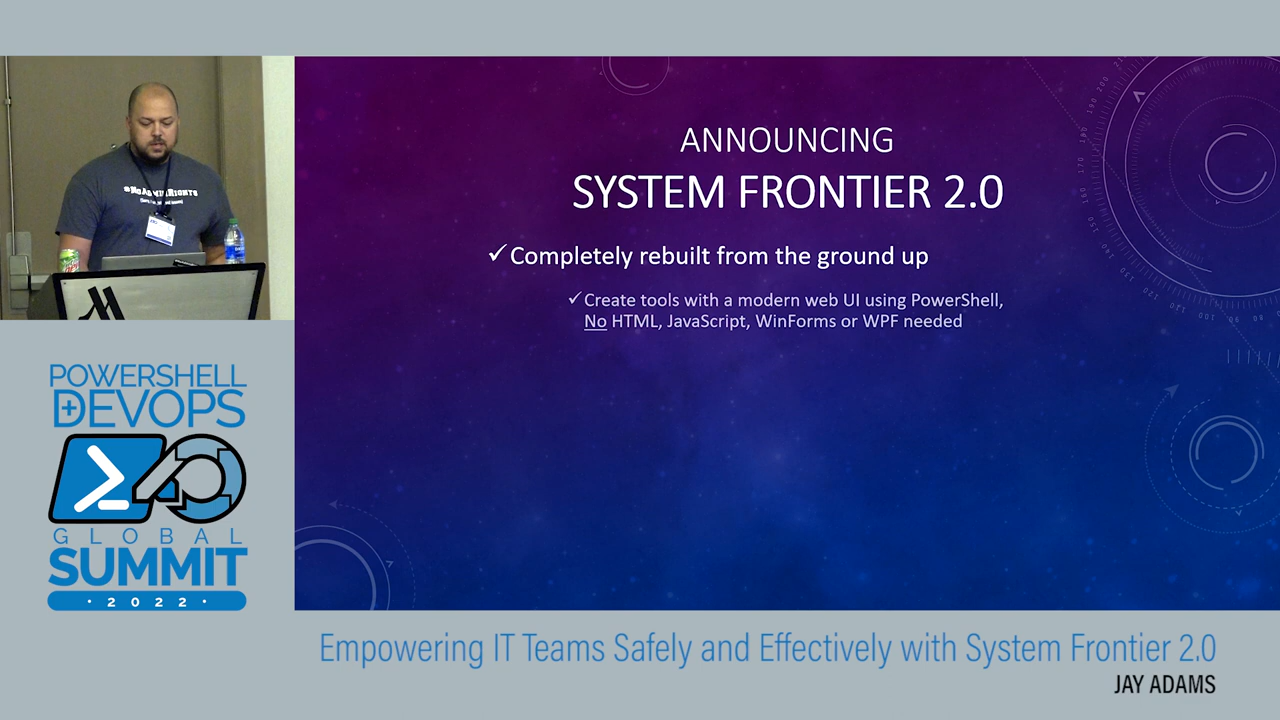 ANNOUNCING
SYSTEM FRONTIER 2.0
✓Completely rebuilt from the ground up
✓Create tools with a modern web UI using PowerShell,
No HTML, JavaScript, WinForms or WPF needed
POWERSHELL
DEVOPS
GLOBAL
SUMMIT
· 2022 ·
Empowering IT Teams Safely and Effectively with System Frontier 2.0
JAY ADAMS